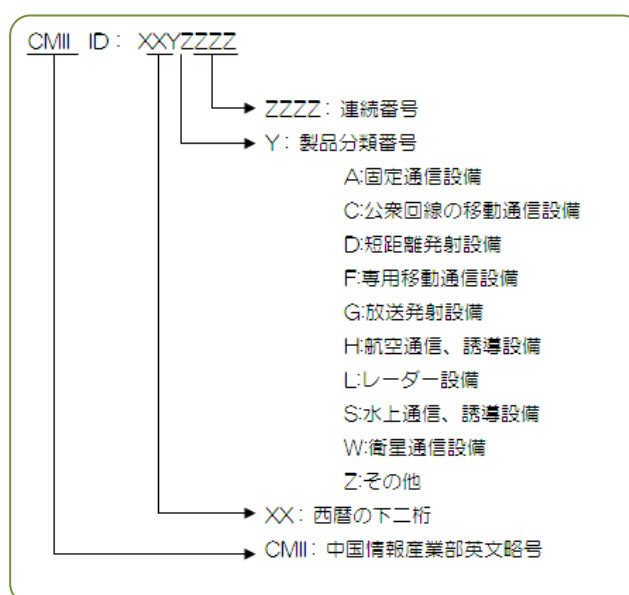 CMII ID： XXYZZZZ
ZZZZ：連続番号
Y：製品分類番号
A:固定通信設備
C:公衆回線の移動通信設備
D:短距離発射設備
F:専用移動通信設備
G:放送発射設備
H:航空通信、誘導設備
L:レーダー設備
S:水上通信、誘導設備
W:衛星通信設備
Z:その他
XX：西暦の下二桁
CMII：中国情報産業部英文略号